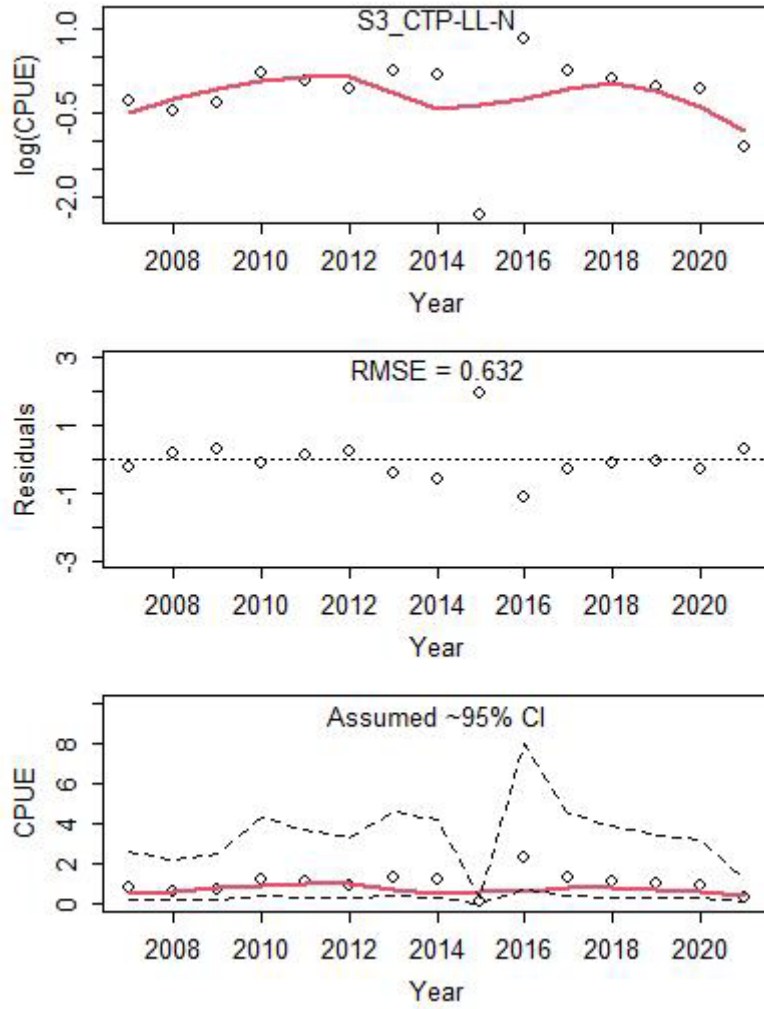 S3_CTP-LL-N
log(CPUE)
1.0
-0.5
-2.0
2008 2010 2012 2014 2016 2018 2020
Year
RMSE = 0.632
Residuals
3
1
-1
-3
2008 2010 2012 2014 2016 2018 2020
Year
Assumed ~95% CI
CPUE
8
6
4
2
0
2008 2010 2012 2014 2016 2018 2020
Year